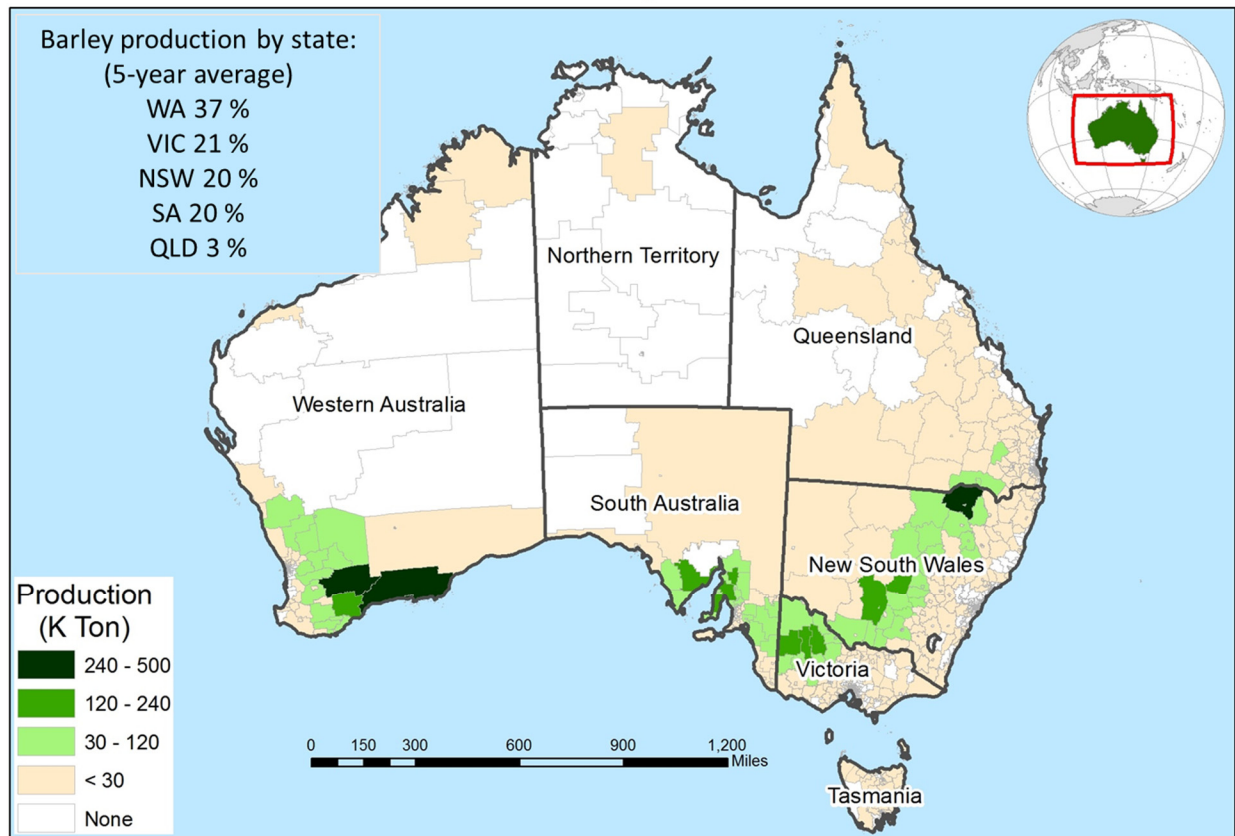 Barley production by state:
(5-year average)
WA 37 %
VIC 21 %
NSW 20 %
SA 20 %
QLD 3 %
Northern Territory
Queensland
Western Australia
South Australia
New South Wales
Victoria
Tasmania
Production
(K Ton)
240 - 500
120 - 240
30 - 120
< 30
None
0 150 300 600 900 1,200
Miles